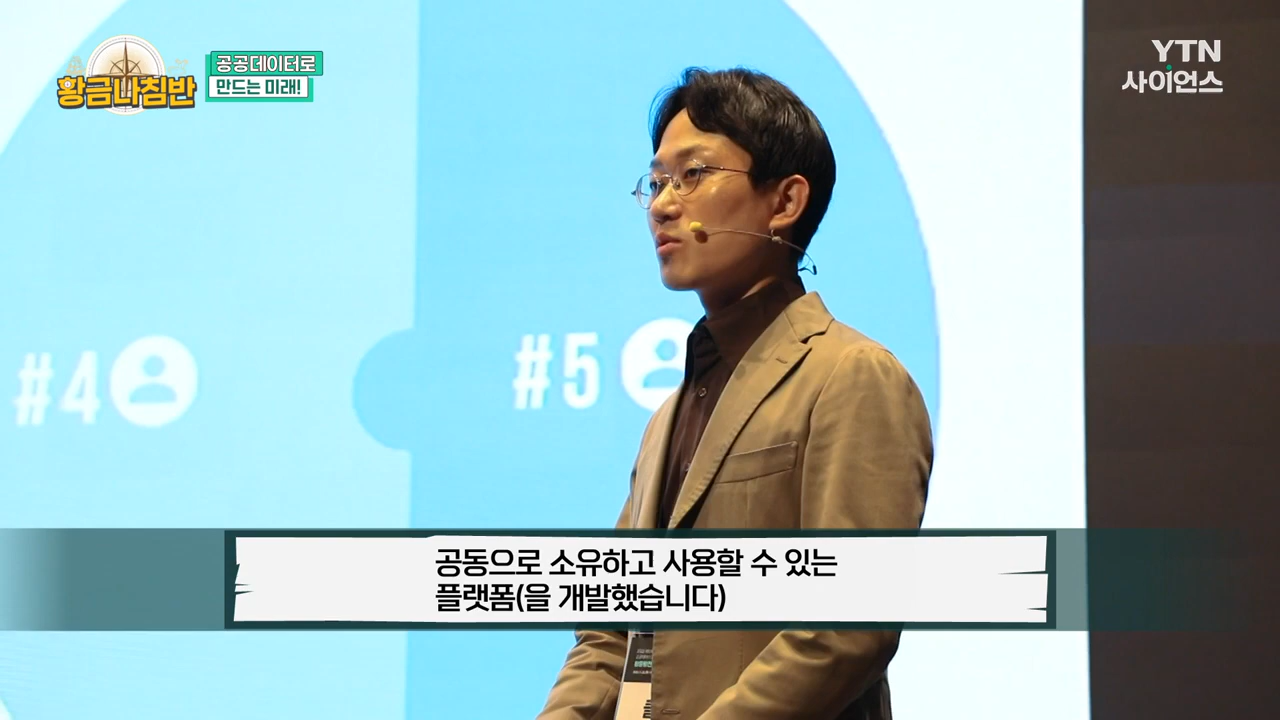 황금나침반
공공데이터로
만드는 미래!
YTN
사이언스
#4
#5
공동으로 소유하고 사용할 수 있는
플랫폼(을 개발했습니다)